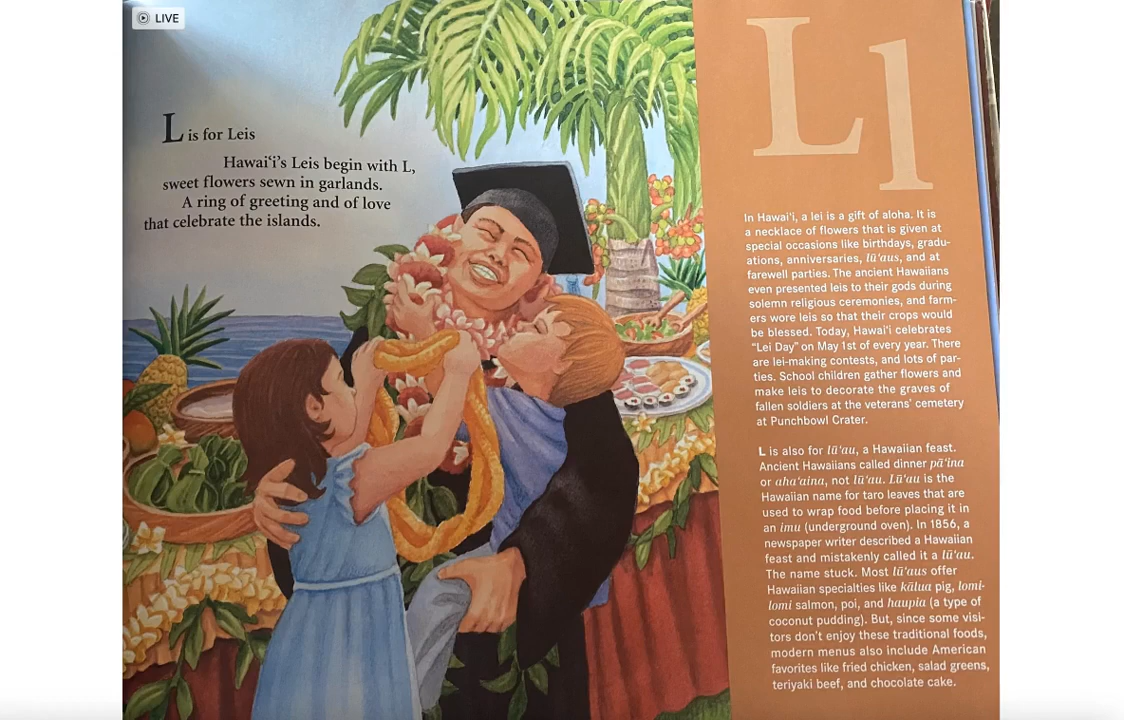 LIVE
L is for Leis
Hawai‘i’s Leis begin with L,
sweet flowers sewn in garlands.
A ring of greeting and of love
that celebrate the islands.
L l
In Hawai‘i, a lei is a gift of aloha. It is
a necklace of flowers that is given at
special occasions like birthdays, gradu-
ations, anniversaries, lū‘aus, and at
farewell parties. The ancient Hawaiians
even presented leis to their gods during
solemn religious ceremonies, and farm-
ers wore leis so that their crops would
be blessed. Today, Hawai‘i celebrates
“Lei Day” on May 1st of every year. There
are lei-making contests, and lots of par-
ties. School children gather flowers and
make leis to decorate the graves of
fallen soldiers at the veterans’ cemetery
at Punchbowl Crater.
L is also for lū‘au, a Hawaiian feast.
Ancient Hawaiians called dinner pā‘ina
or aha‘aina, not lū‘au. Lū‘au is the
Hawaiian name for taro leaves that are
used to wrap food before placing it in
an imu (underground oven). In 1856, a
newspaper writer described a Hawaiian
feast and mistakenly called it a lū‘au.
The name stuck. Most lū‘aus offer
Hawaiian specialties like kālua pig, lomi-
lomi salmon, poi, and haupia (a type of
coconut pudding). But, since some visi-
tors don’t enjoy these traditional foods,
modern menus also include American
favorites like fried chicken, salad greens,
teriyaki beef, and chocolate cake.